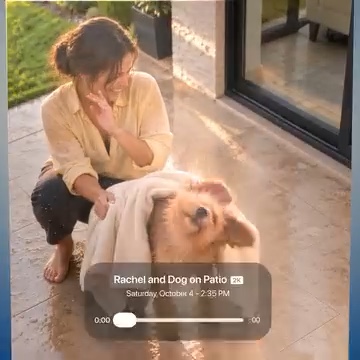 Rachel and Dog on Patio 2K
Saturday, October 4 - 2:35 PM
0:00 :00